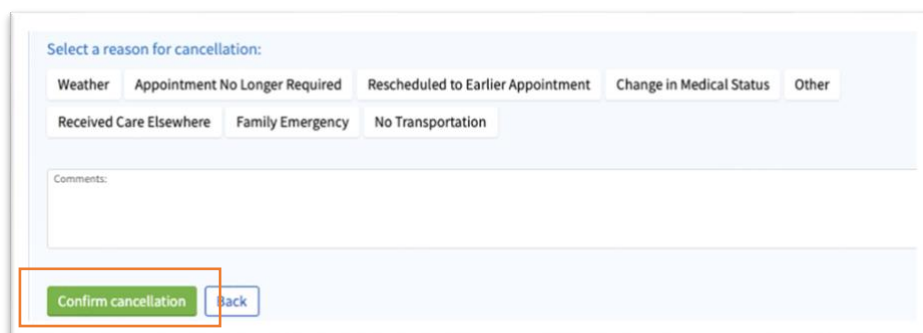 Select a reason for cancellation:
Weather Appointment No Longer Required Rescheduled to Earlier Appointment Change in Medical Status Other
Received Care Elsewhere Family Emergency No Transportation
Comments:
Confirm cancellation Back